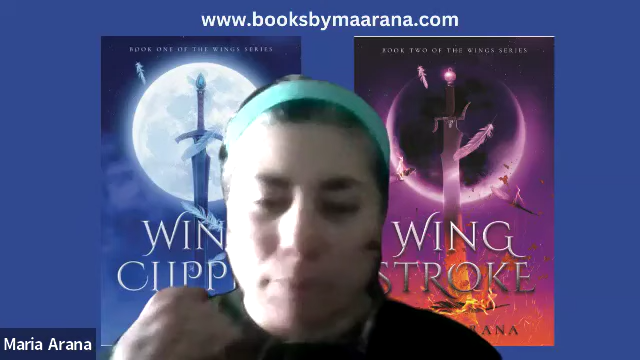 www.booksbymaarana.com
BOOK ONE OF THE WINGS SERIES
BOOK TWO OF THE WINGS SERIES
WING
STROKE
Maria Arana